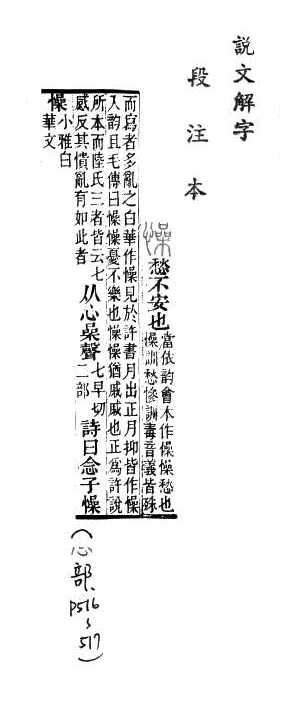 說文解字
段注本
懆 愁不安也 當依韵會本作懆懆愁也
懆訓愁慘訓毒音義皆殊
而寫者多亂之白華作懆見於許書月出正月抑皆作懆
入韵且毛傳曰懆懆憂不樂也懆懆猶戚戚也正爲許說
所本而陸氏三者皆云七
感反其憒亂有如此者
从心喿聲 七早切
二部
詩曰念子懆
懆 小雅白
華文
(心部、P516~517)